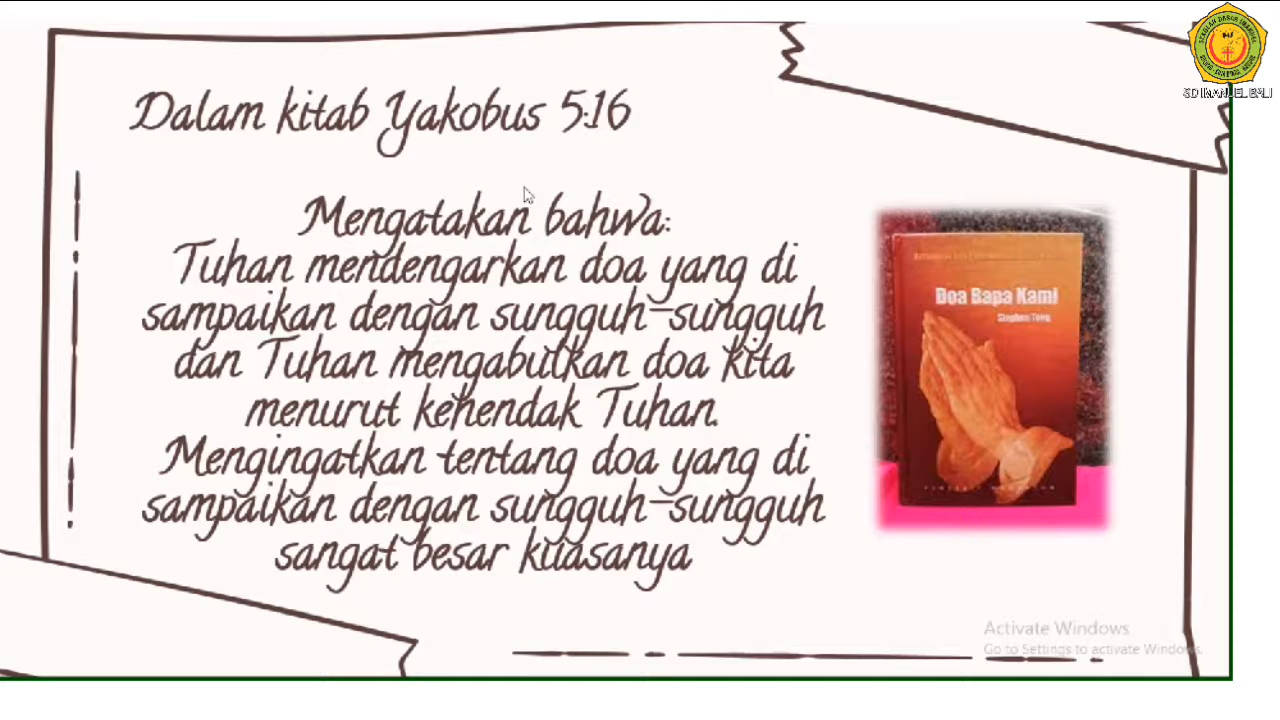 SD IMANUEL BALI
Dalam kitab Yakobus 5:16
Mengatakan bahwa:
Tuhan mendengarkan doa yang di
sampaikan dengan sungguh-sungguh
dan Tuhan mengabulkan doa kita
menurut kehendak Tuhan.
Mengingatkan tentang doa yang di
sampaikan dengan sungguh-sungguh
sangat besar kuasanya
Doa Bapa Kami
Stephen Tong
Activate Windows
Go to Settings to activate Windows.